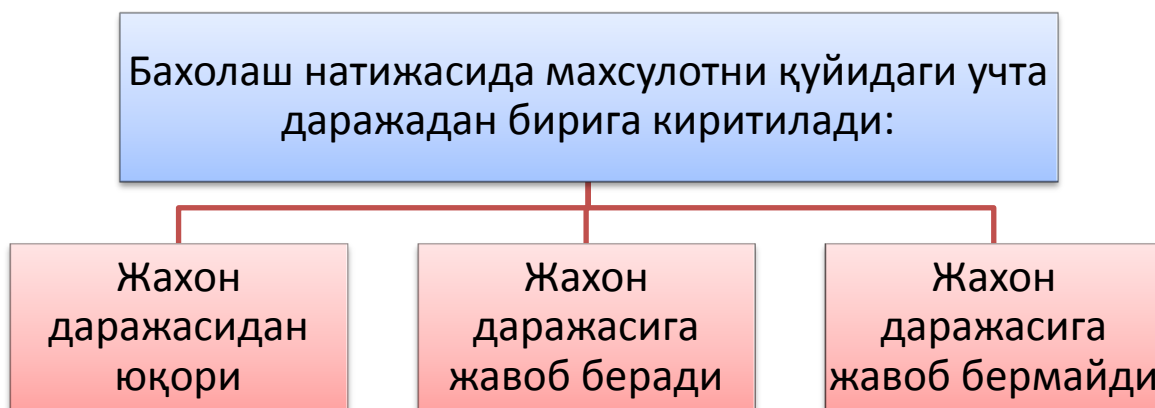 Бахолаш натижасида махсулотни қуйидаги учта
даражадан бирига киритилади:
Жахон
даражасидан
юқори
Жахон
даражасига
жавоб беради
Жахон
даражасига
жавоб бермайди